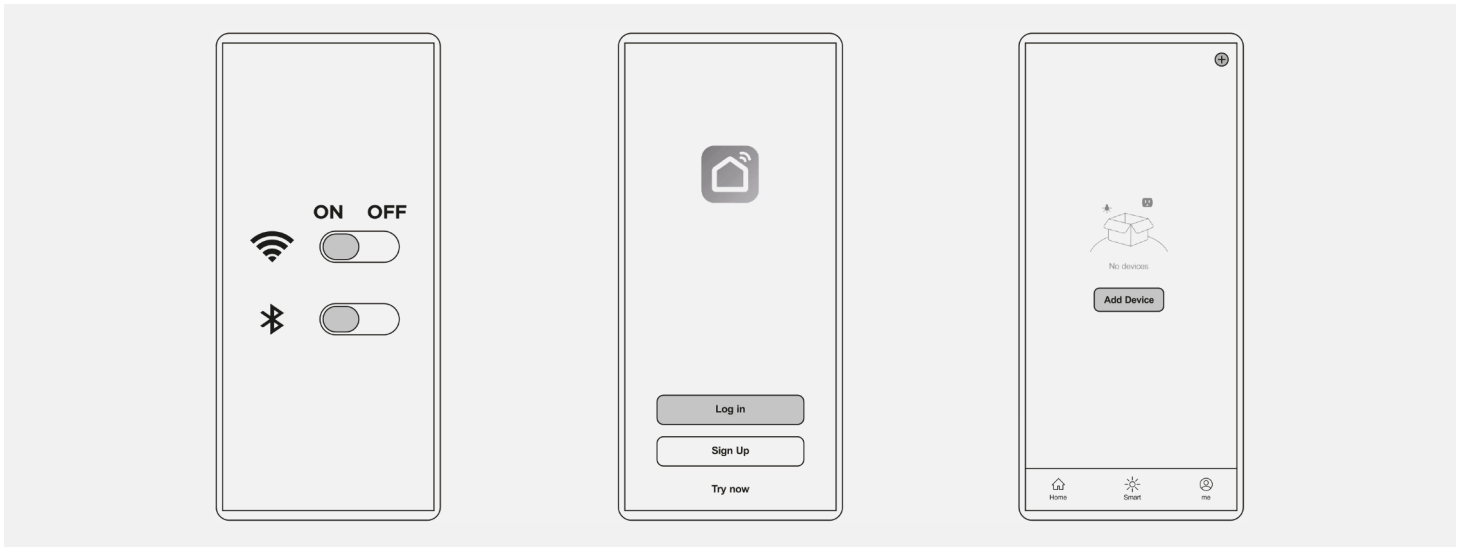 ON OFF
Log in
Sign Up
Try now
No devices
Add Device
Home Smart me